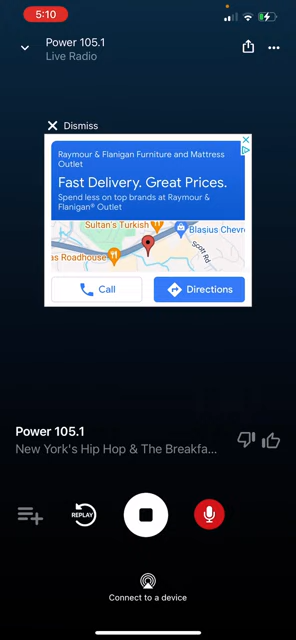 5:10
Power 105.1
Live Radio
Dismiss
Raymour & Flanigan Furniture and Mattress
Outlet
Fast Delivery. Great Prices.
Spend less on top brands at Raymour &
Flanigan® Outlet
Sultan's Turkish
Blasius Chevr
as Roadhouse
Scott Rd
Call
Directions
Power 105.1
New York's Hip Hop & The Breakfa...
REPLAY
Connect to a device